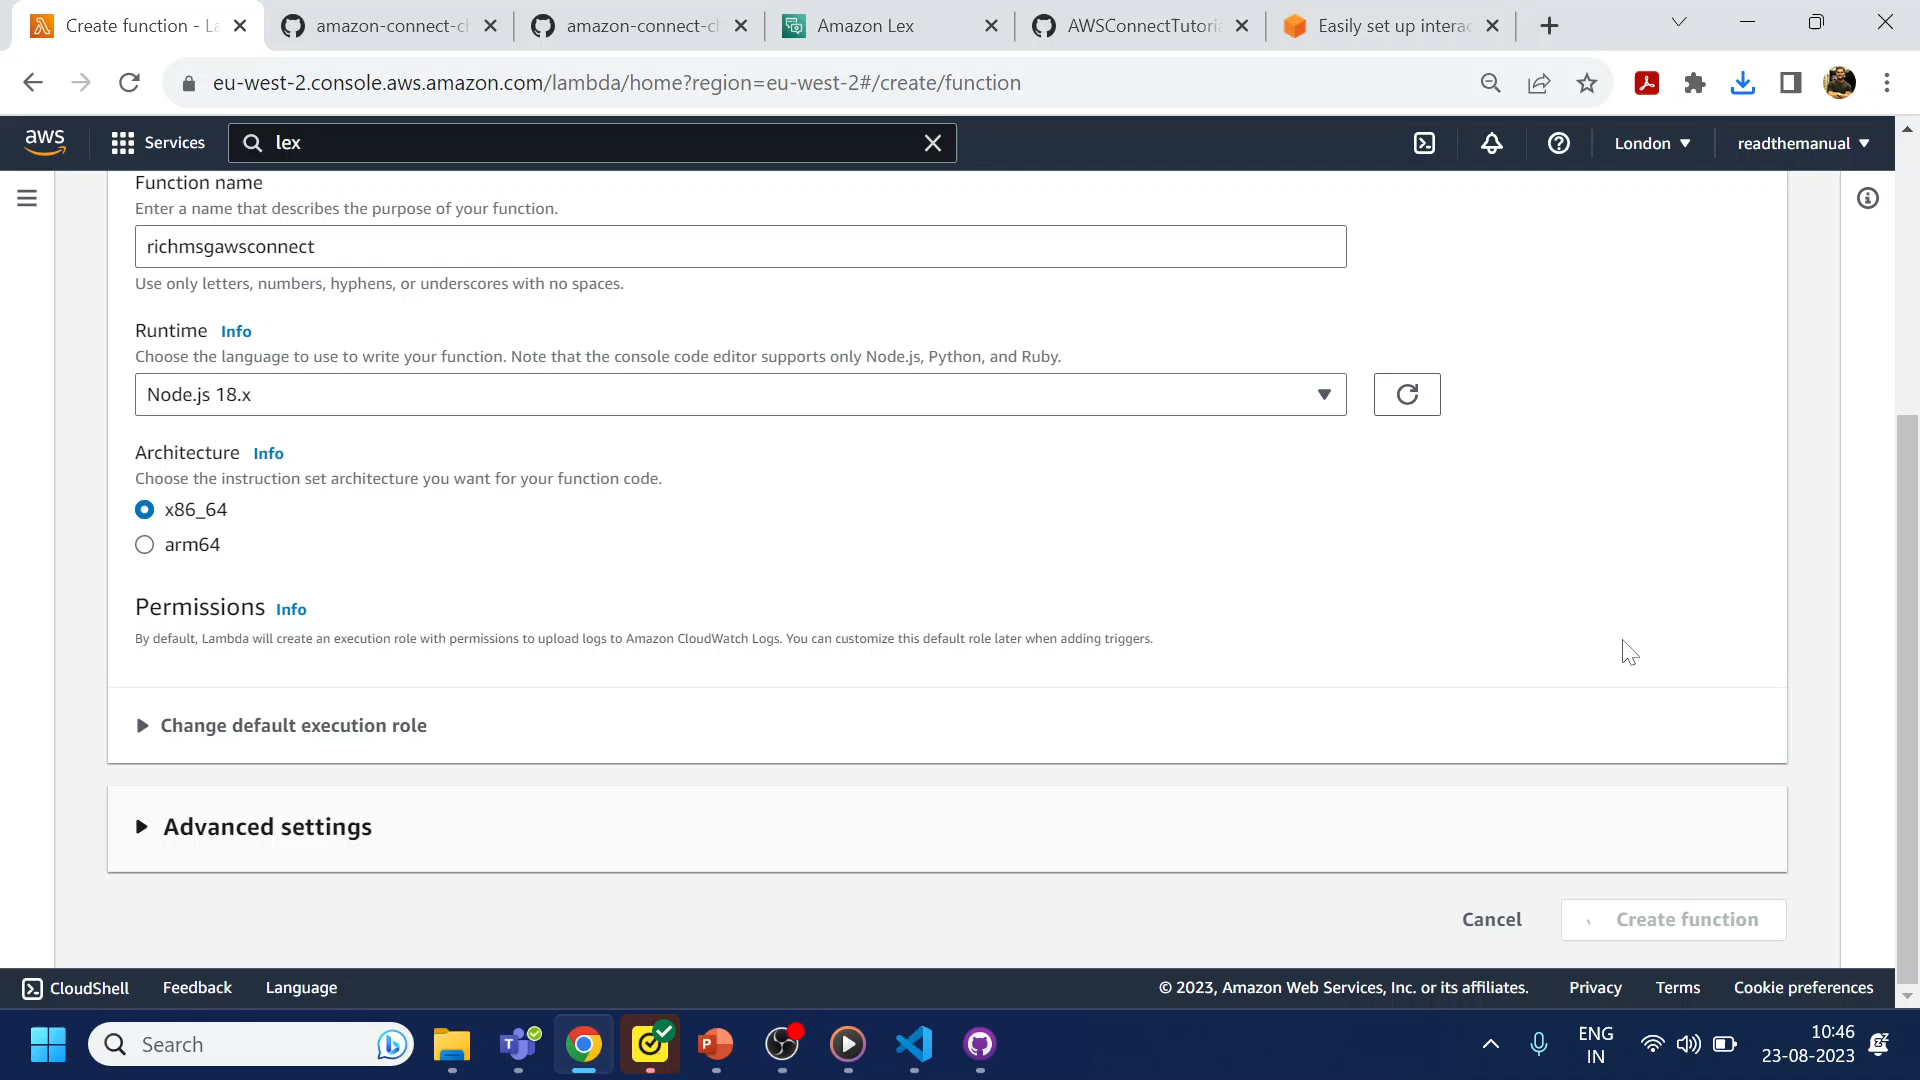 Create function - La
amazon-connect-ch
amazon-connect-ch
Amazon Lex
AWSConnectTutoria
Easily set up interac
eu-west-2.console.aws.amazon.com/lambda/home?region=eu-west-2#/create/function
aws
Services
lex
London
readthemanual
Function name
Enter a name that describes the purpose of your function.
richmsgawsconnect
Use only letters, numbers, hyphens, or underscores with no spaces.
Runtime Info
Choose the language to use to write your function. Note that the console code editor supports only Node.js, Python, and Ruby.
Node.js 18.x
Architecture Info
Choose the instruction set architecture you want for your function code.
x86_64
arm64
Permissions Info
By default, Lambda will create an execution role with permissions to upload logs to Amazon CloudWatch Logs. You can customize this default role later when adding triggers.
Change default execution role
Advanced settings
Cancel
Create function
CloudShell
Feedback
Language
© 2023, Amazon Web Services, Inc. or its affiliates.
Privacy
Terms
Cookie preferences
Search
ENG
IN
10:46
23-08-2023